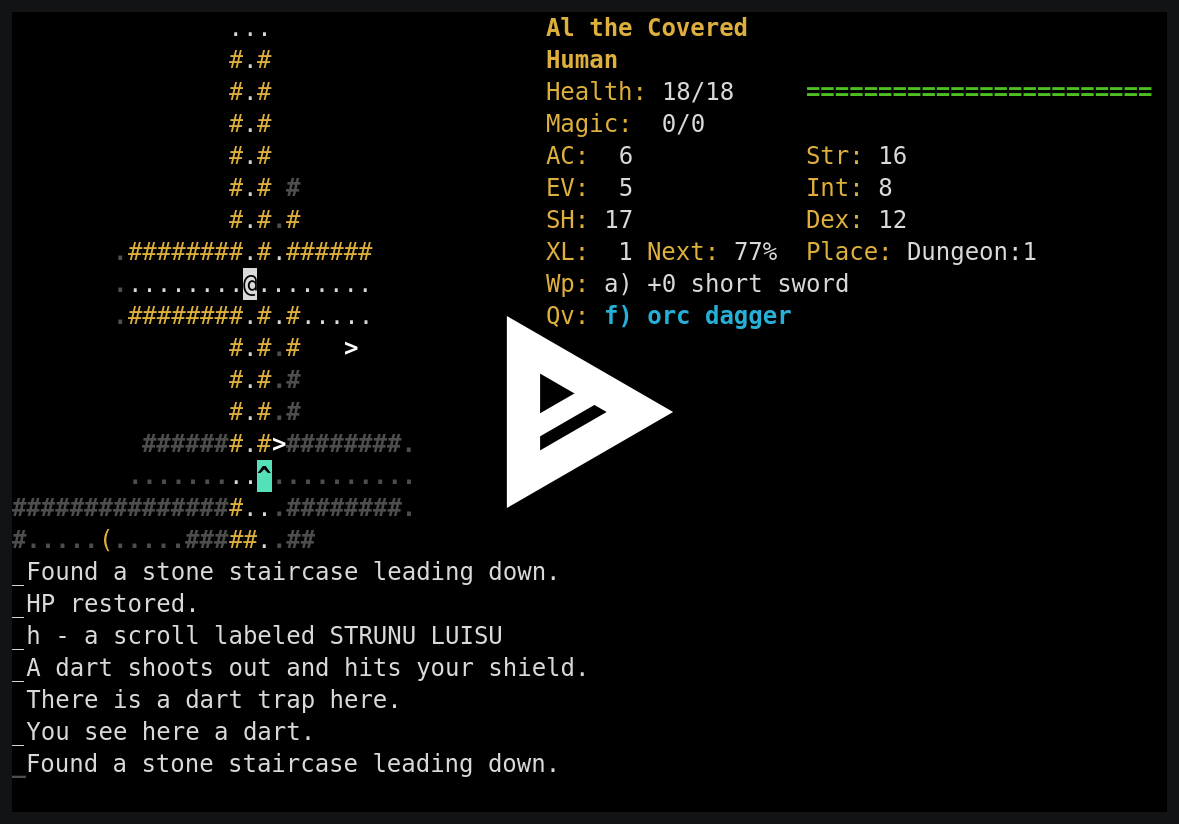 ... Al the Covered
#.# Human
#.# Health: 18/18 ========================
#.# Magic: 0/0
#.# AC: 6 Str: 16
#.# # EV: 5 Int: 8
#.#.# SH: 17 Dex: 12
.########.#.###### XL: 1 Next: 77% Place: Dungeon:1
.........@........ Wp: a) +0 short sword
.########.#.#..... Qv: f) orc dagger
#.#.# >
#.#.#
#.#.#
######\#.#>########.
.........^..........
################...########.
#.....(.....#####..##
_Found a stone staircase leading down.
_HP restored.
_h - a scroll labeled STRUNU LUISU
_A dart shoots out and hits your shield.
There is a dart trap here.
_You see here a dart.
_Found a stone staircase leading down.